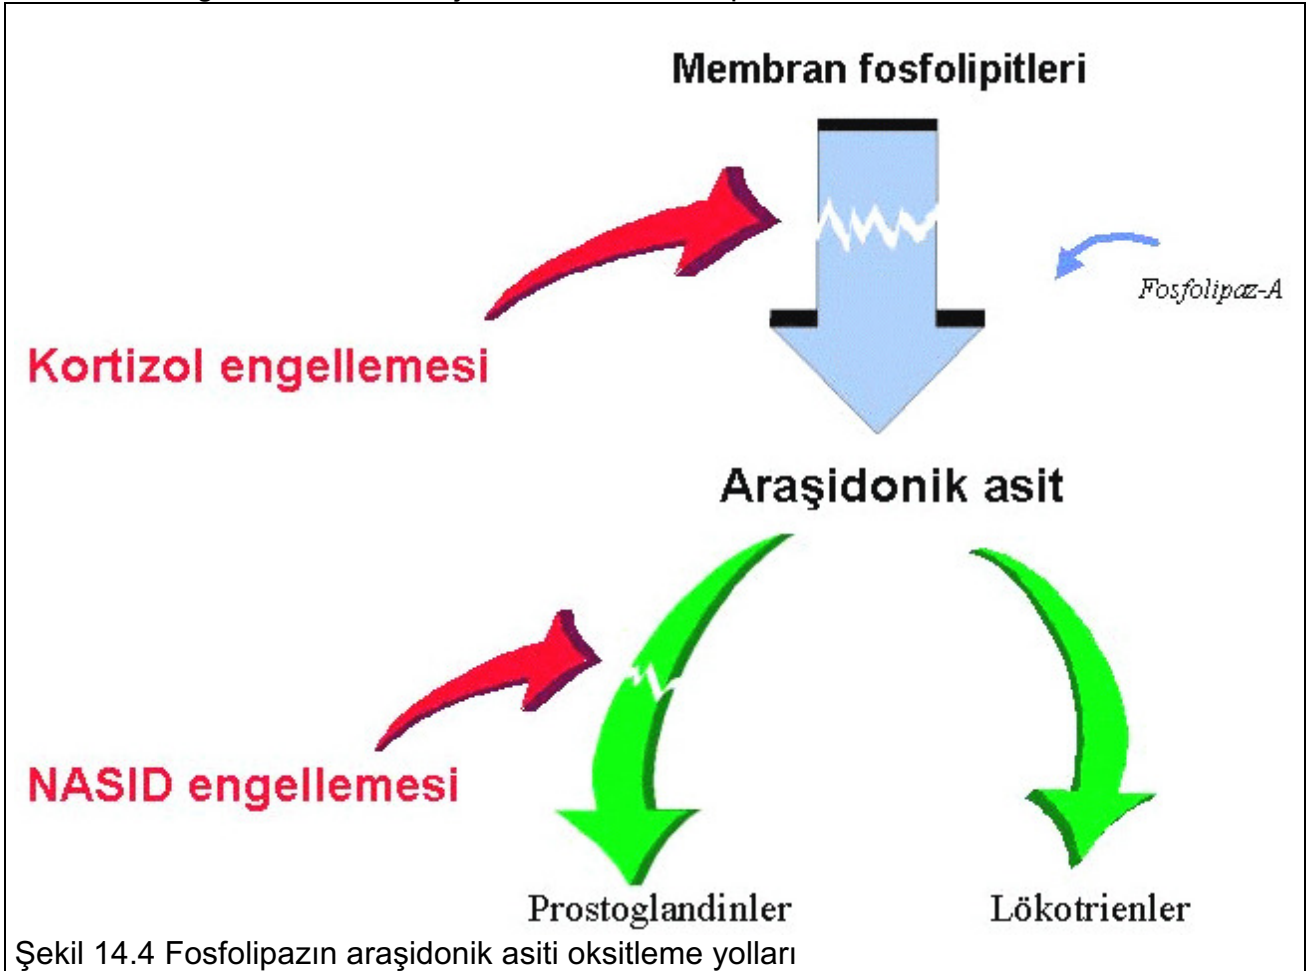 Membran fosfolipitleri
Fosfolipaz-A
Kortizol engellemesi
Araşidonik asit
NASID engellemesi
Prostoglandinler
Lökotrienler
Şekil 14.4 Fosfolipazın araşidonik asiti oksitleme yolları